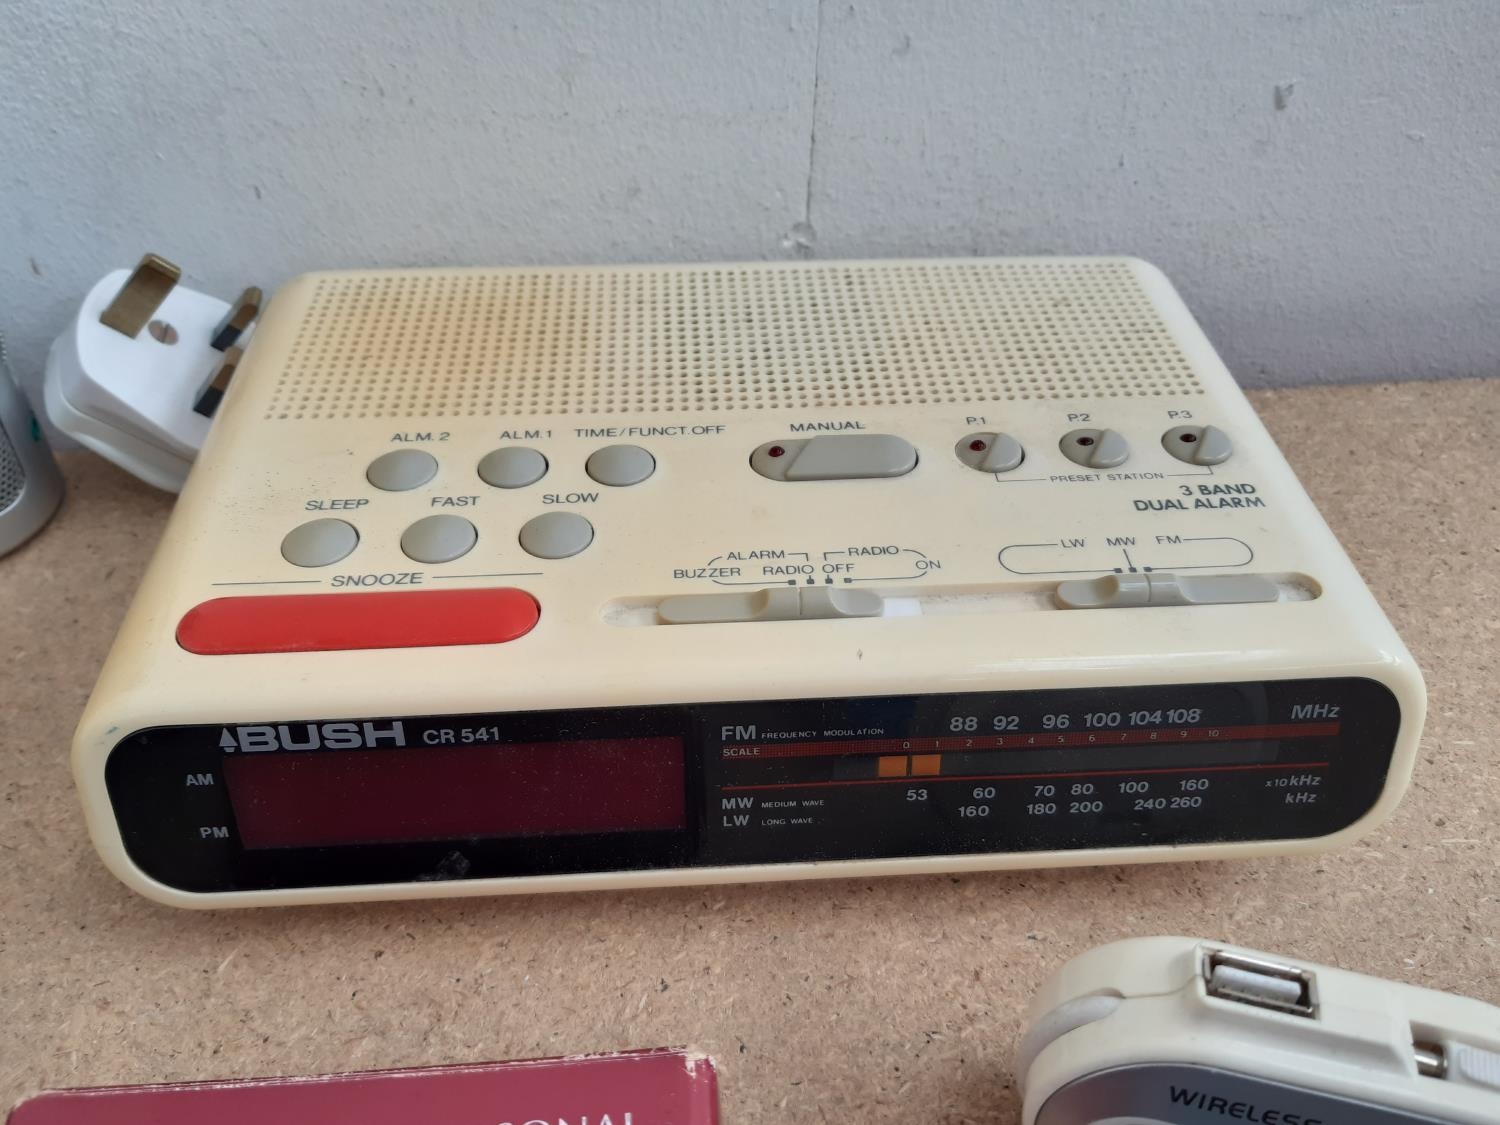 ALM. 2 ALM. 1 TIME/FUNCT. OFF
MANUAL
P.1 P.2 P.3
PRESET STATION
SLEEP FAST SLOW
3 BAND
DUAL ALARM
SNOOZE
ALARM RADIO
BUZZER RADIO OFF ON
LW MW FM
BUSH CR 541
AM
PM
FM FREQUENCY MODULATION 88 92 96 100 104 108 MHz
SCALE 0 1 2 3 4 5 6 7 8 9 10
MW MEDIUM WAVE 53 60 70 80 100 160 x10 kHz
LW LONG WAVE 160 180 200 240 260 kHz
WIRELESS